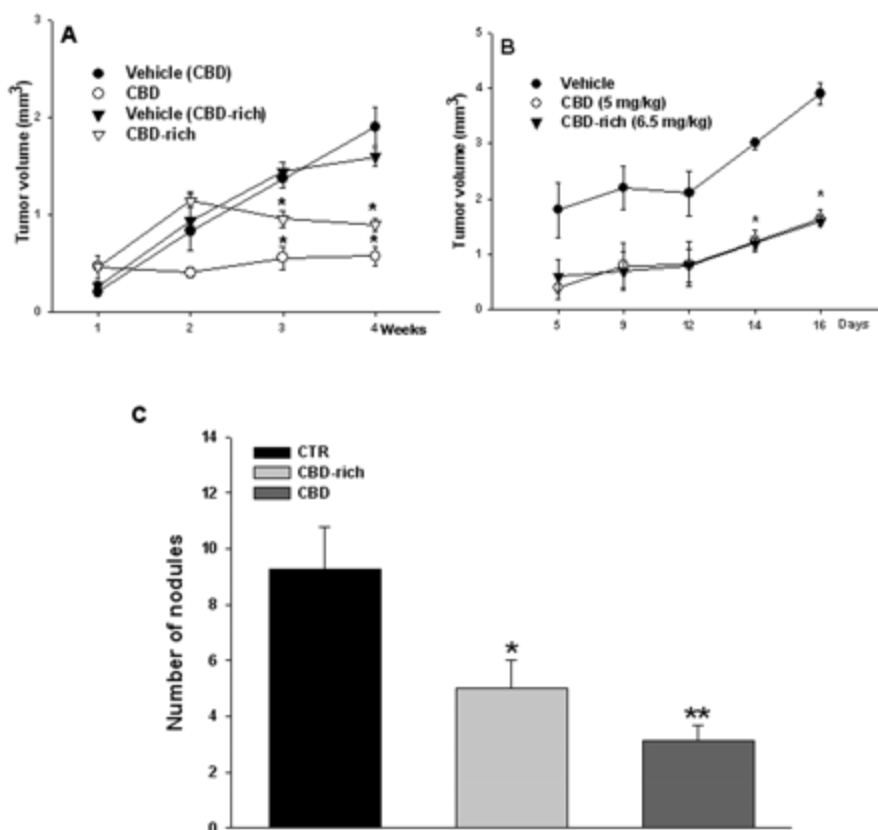 A
Vehicle (CBD)
CBD
Vehicle (CBD-rich)
CBD-rich
Tumor volume (mm³)
3
2
1
0
1 2 3 4 Weeks
*
*
*
*
B
Vehicle
CBD (5 mg/kg)
CBD-rich (6.5 mg/kg)
Tumor volume (mm³)
5
4
3
2
1
0
5 9 12 14 16 Days
*
*
C
CTR
CBD-rich
CBD
Number of nodules
14
12
10
8
6
4
2
0
*
**